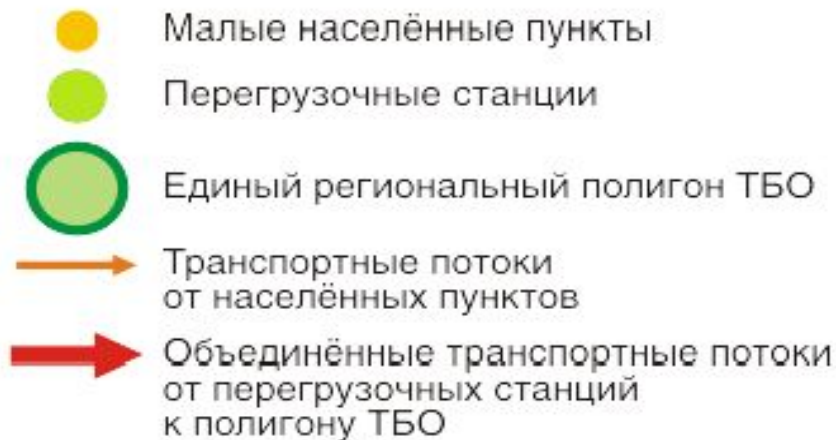 Малые населённые пункты
Перегрузочные станции
Единый региональный полигон ТБО
Транспортные потоки
от населённых пунктов
Объединённые транспортные потоки
от перегрузочных станций
к полигону ТБО